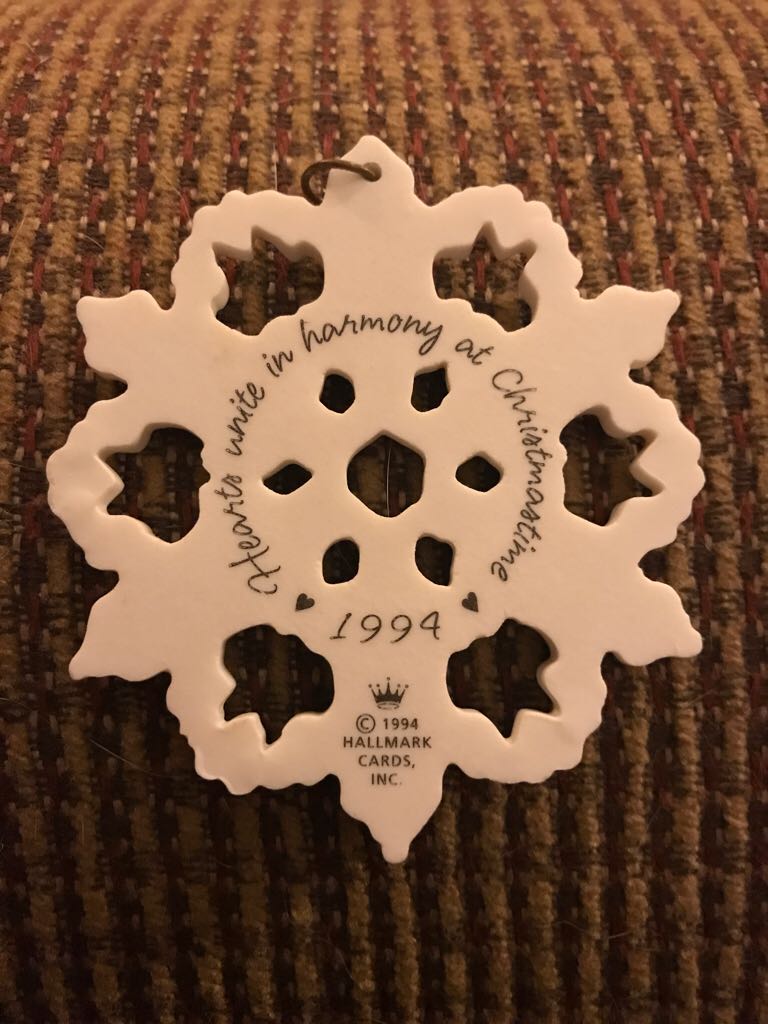 Hearts unite in harmony at Christmastime
♥ 1994 ♥
© 1994
HALLMARK
CARDS,
INC.